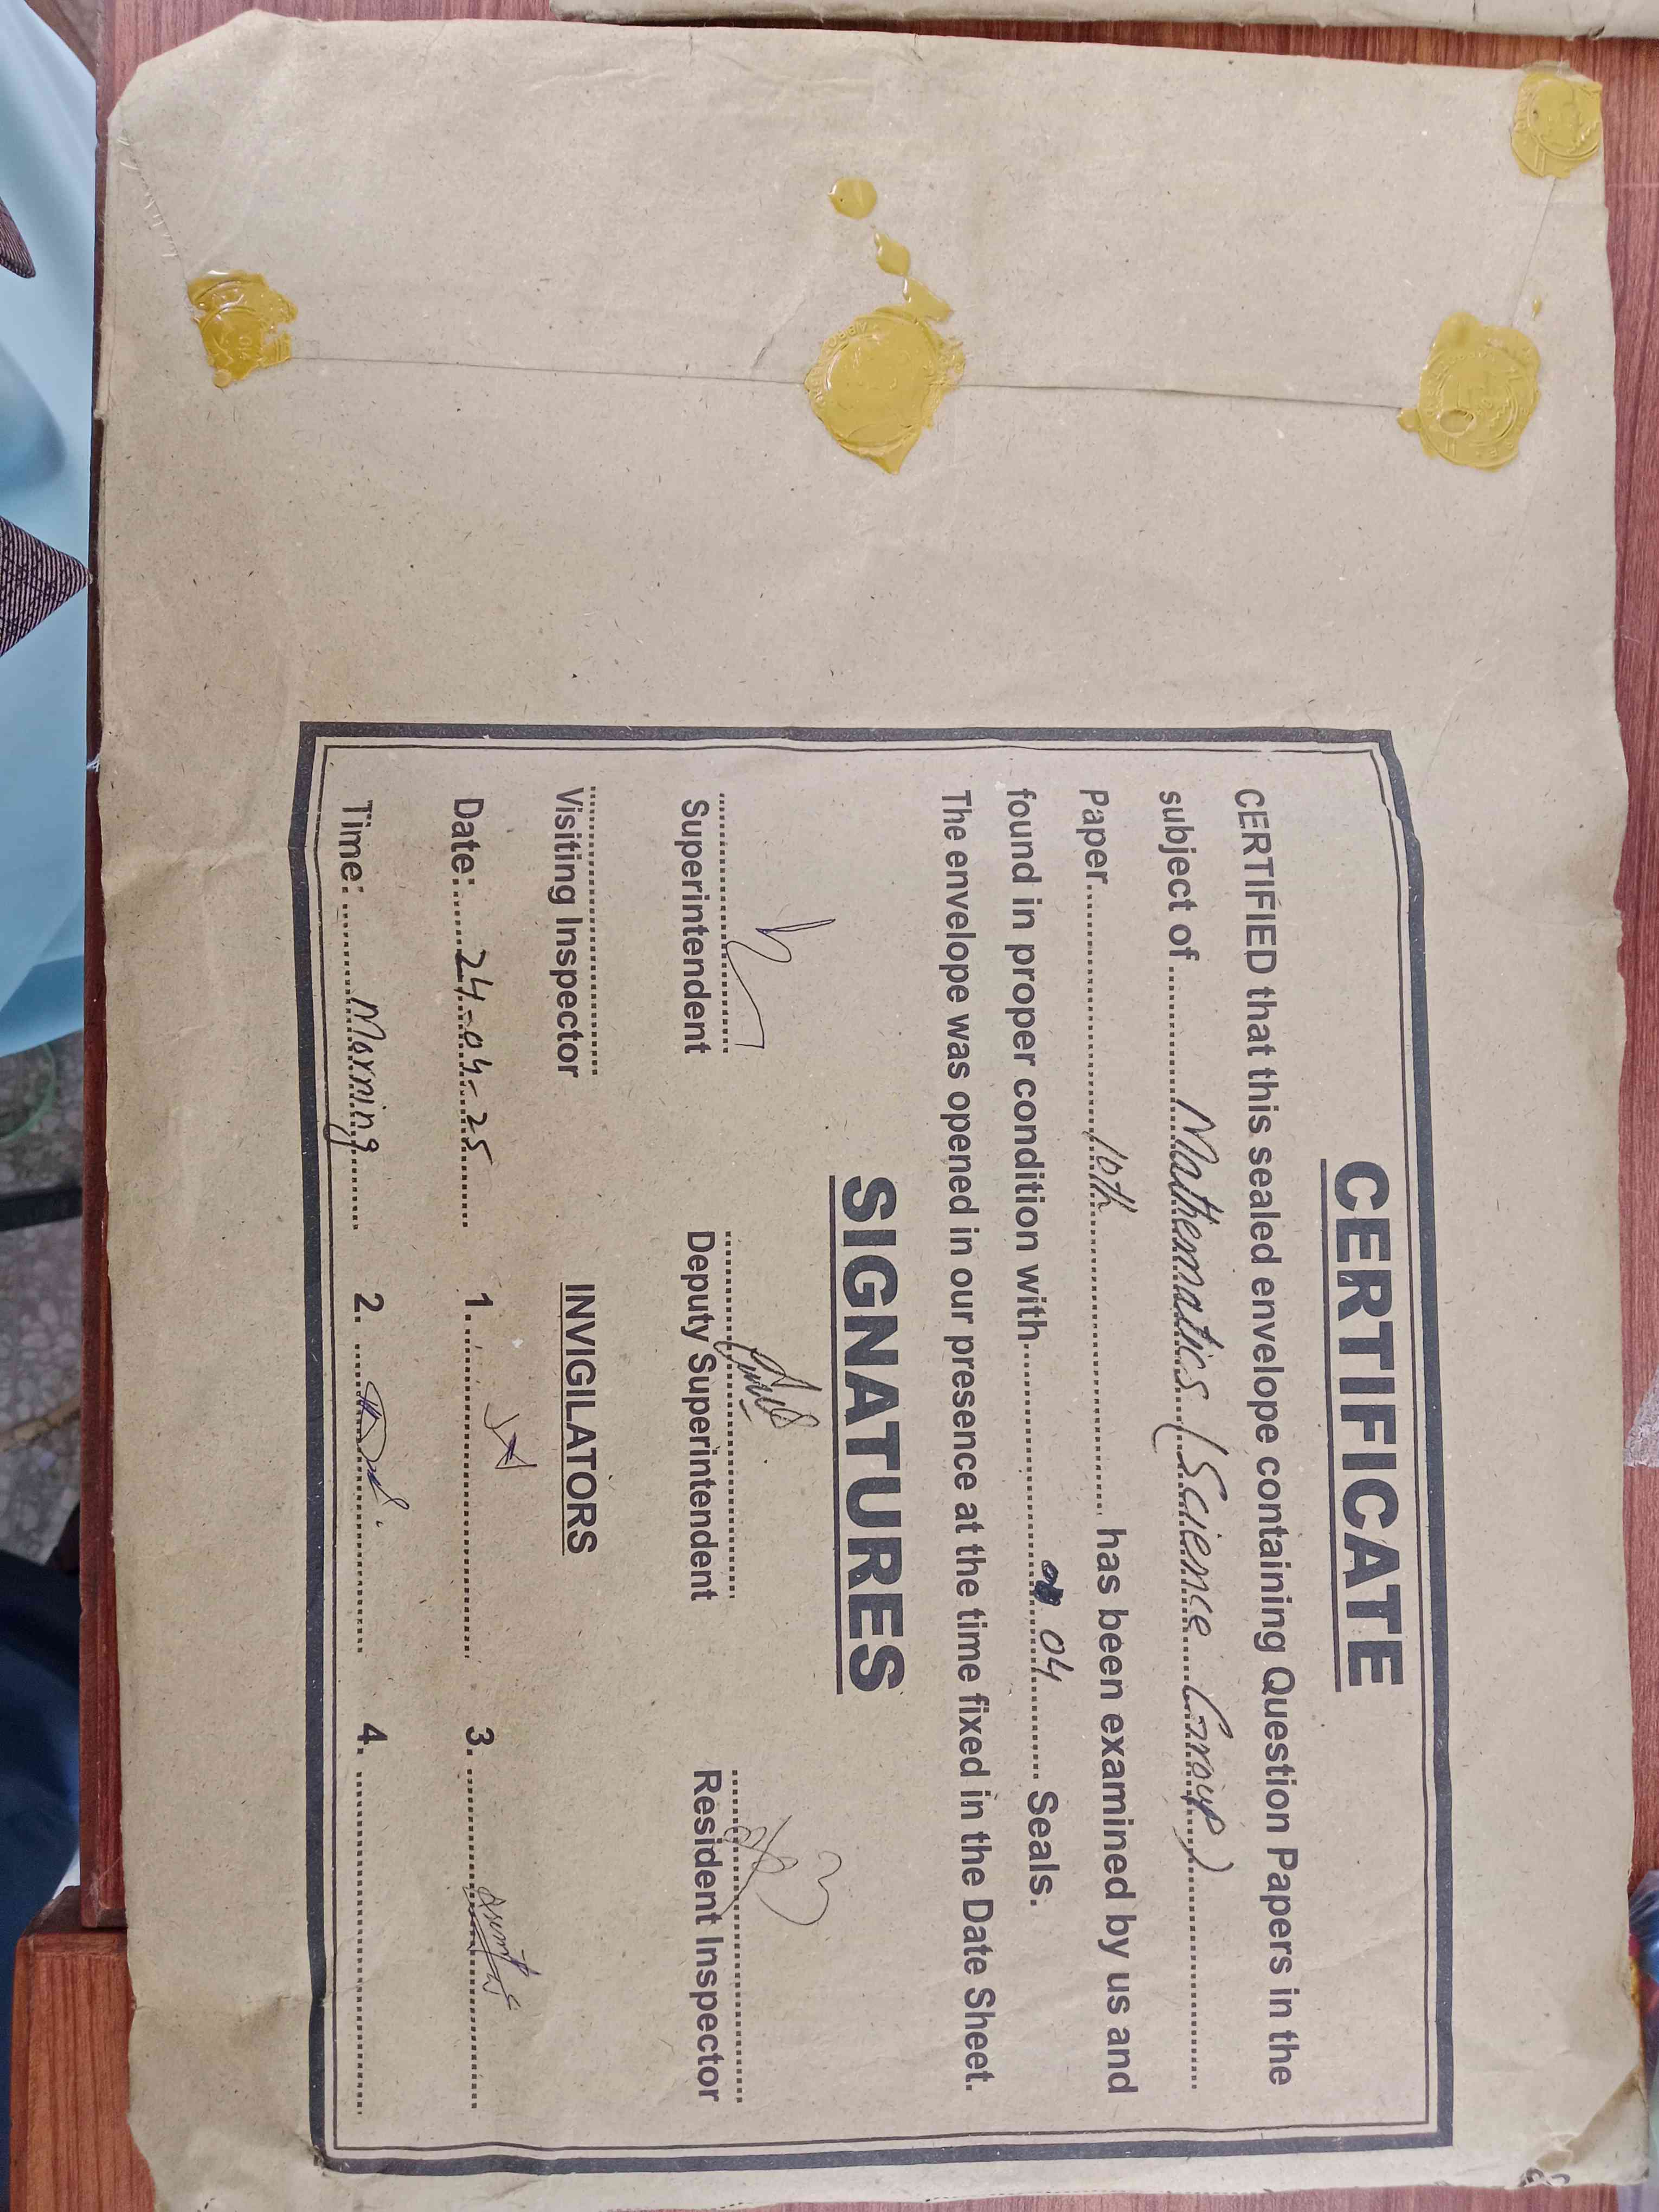 CERTIFICATE
CERTIFIED that this sealed envelope containing Question Papers in the
subject of.......Mathematics (Science Group)..........
Paper..........10th.......... has been examined by us and
found in proper condition with.......... 04 .......... Seals.
The envelope was opened in our presence at the time fixed in the Date Sheet.
SIGNATURES
Superintendent Deputy Superintendent Resident Inspector
Visiting Inspector INVIGILATORS
Date: 24-04-25 1. 3.
Time: Morning 2. 4.